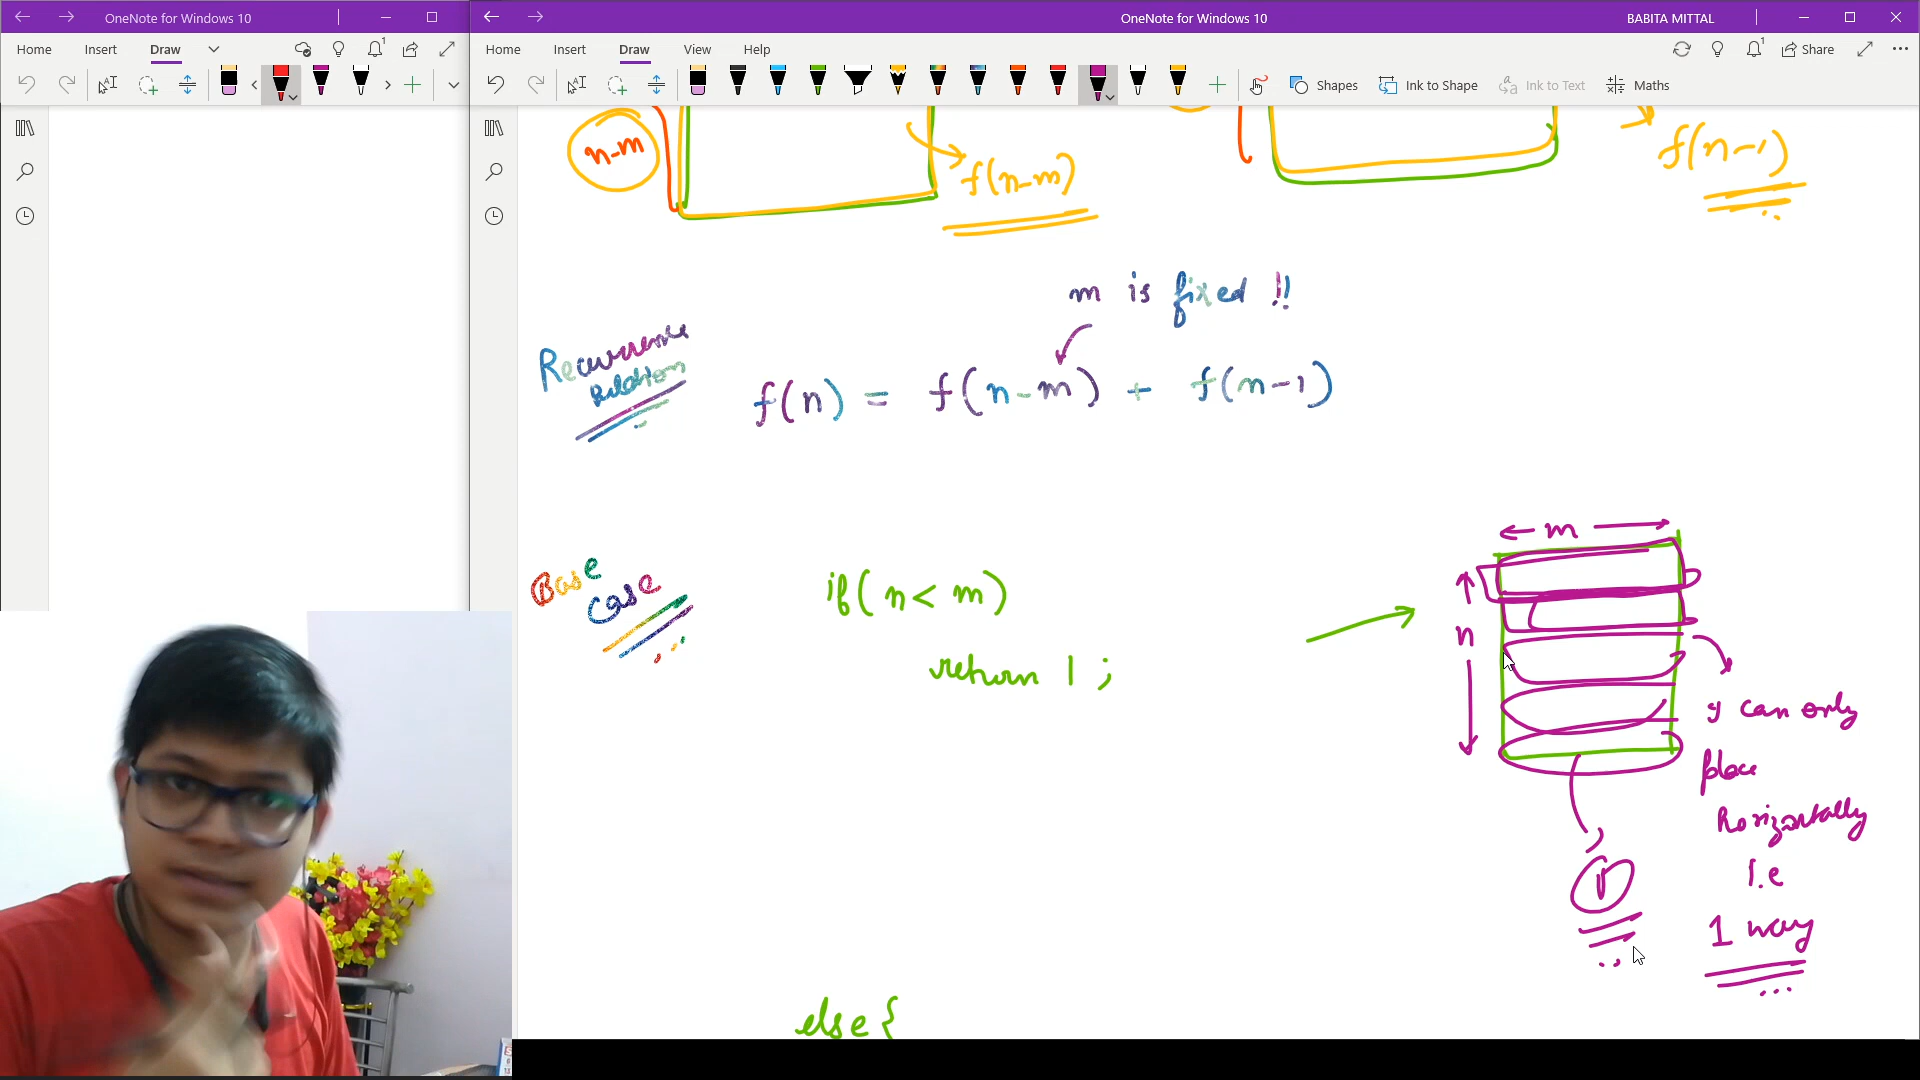 OneNote for Windows 10
OneNote for Windows 10
BABITA MITTAL
Home Insert Draw
Home Insert Draw View Help
Share
Shapes
Ink to Shape
Ink to Text
Maths
n-m
f(n-m)
f(n-1)
m is fixed !!
Recurrence
Relation
f(n) = f(n-m) + f(n-1)
m
Base
Case
if( n < m )
return 1 ;
n
I can only
place
Horizontally
I.e
1 way
1
else {